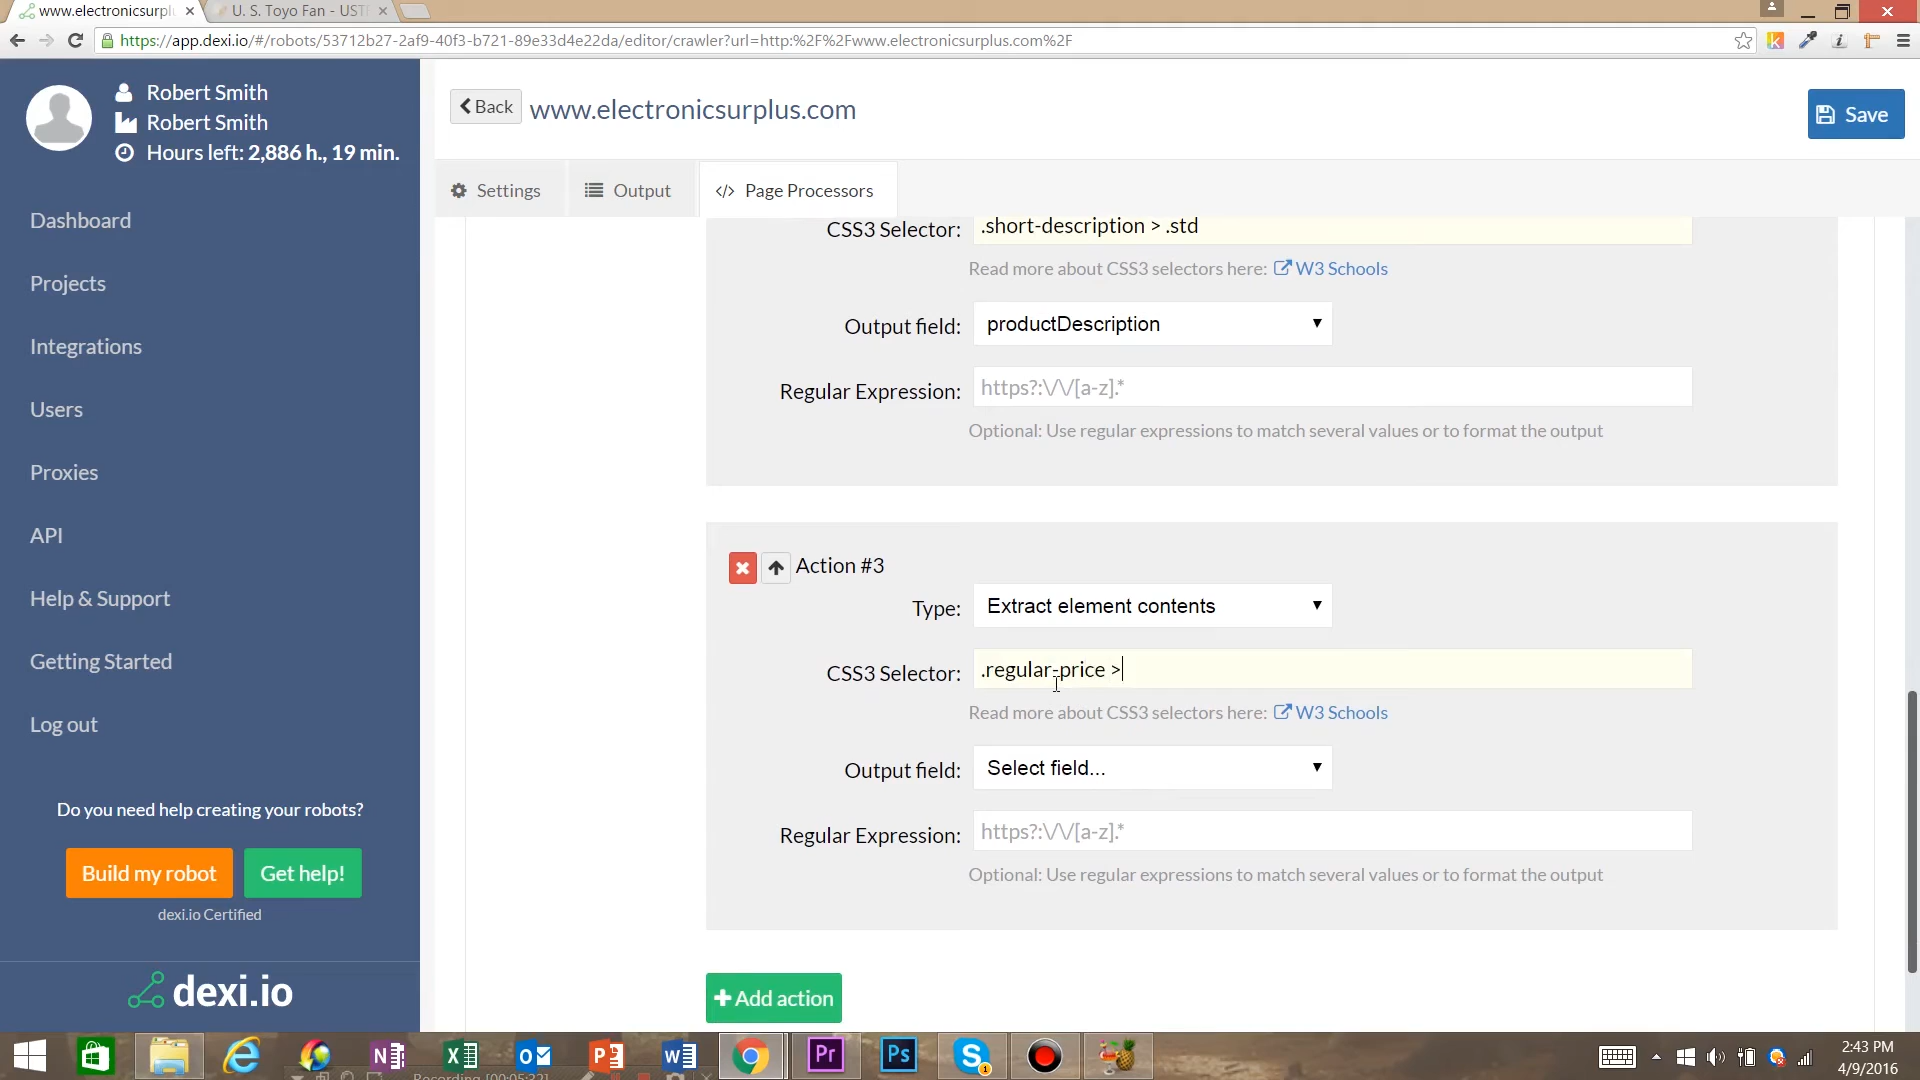 www.electronicsurpl
U. S. Toyo Fan - UST
https://app.dexi.io/#/robots/53712b27-2af9-40f3-b721-89e33d4e22da/editor/crawler?url=http:%2F%2Fwww.electronicsurplus.com%2F
Robert Smith
Robert Smith
Hours left: 2,886 h., 19 min.
Dashboard
Projects
Integrations
Users
Proxies
API
Help & Support
Getting Started
Log out
Do you need help creating your robots?
Build my robot
Get help!
dexi.io Certified
dexi.io
Back
www.electronicsurplus.com
Save
Settings
Output
</> Page Processors
CSS3 Selector:
.short-description > .std
Read more about CSS3 selectors here: W3 Schools
Output field:
productDescription
Regular Expression:
https?:\/\/[a-z].*
Optional: Use regular expressions to match several values or to format the output
Action #3
Type:
Extract element contents
CSS3 Selector:
.regular-price >
Read more about CSS3 selectors here: W3 Schools
Output field:
Select field...
Regular Expression:
https?:\/\/[a-z].*
Optional: Use regular expressions to match several values or to format the output
Add action
Recording [00:05:32]
2:43 PM
4/9/2016